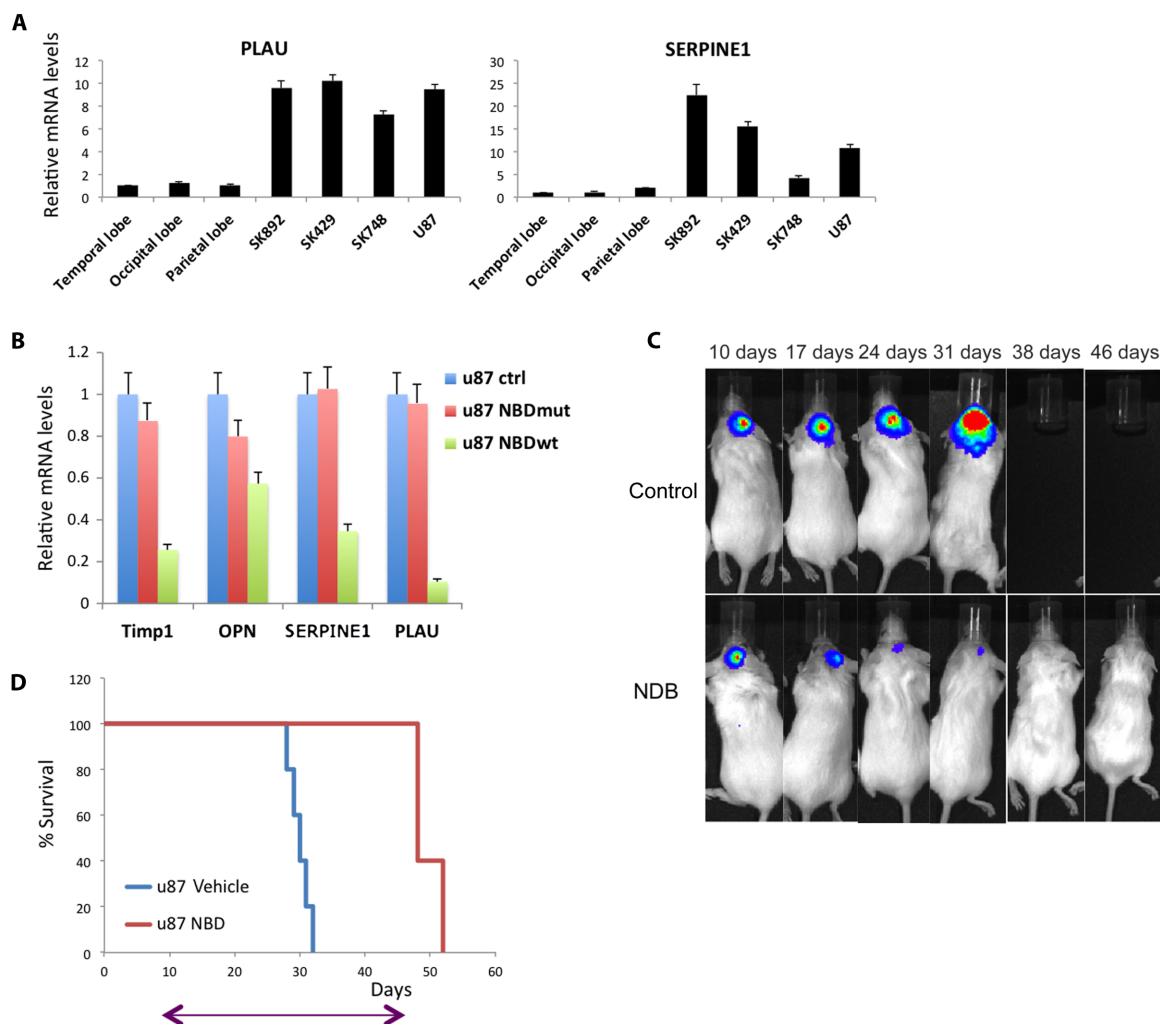 A
PLAU
SERPINE1
Relative mRNA levels
12
10
8
6
4
2
0
30
25
20
15
10
5
0
Temporal lobe
Occipital lobe
Parietal lobe
SK892
SK429
SK748
U87
Temporal lobe
Occipital lobe
Parietal lobe
SK892
SK429
SK748
U87
B
Relative mRNA levels
1.2
1
0.8
0.6
0.4
0.2
0
u87 ctrl
u87 NBDmut
u87 NBDwt
Timp1 OPN SERPINE1 PLAU
C
10 days 17 days 24 days 31 days 38 days 46 days
Control
NDB
D
% Survival
120
100
80
60
40
20
0
u87 Vehicle
u87 NBD
0 10 20 30 40 50 60
Days